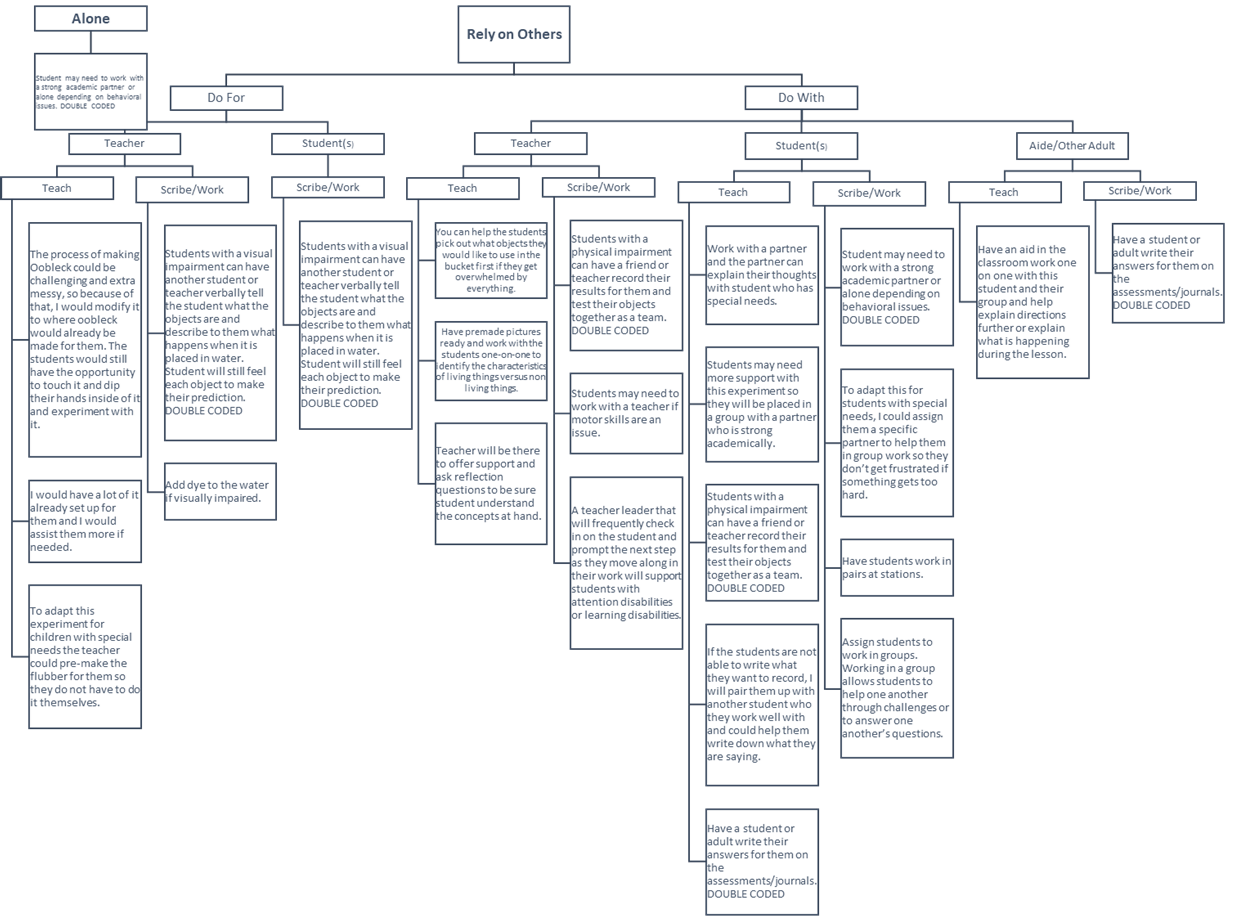 Alone
Student may need to work with
a strong academic partner or
alone depending on behavioral
issues. DOUBLE CODED
Rely on Others
Do For
Teacher
Teach
The process of making
Oobleck could be
challenging and extra
messy, so because of
that, I would modify it
to where oobleck
would already be
made for them. The
students would still
have the opportunity
to touch it and dip
their hands inside of it
and experiment with
it.
I would have a lot of it
already set up for
them and I would
assist them more if
needed.
To adapt this
experiment for
children with special
needs the teacher
could pre-make the
flubber for them so
they do not have to do
it themselves.
Scribe/Work
Students with a visual
impairment can have
another student or
teacher verbally tell
the student what the
objects are and
describe to them what
happens when it is
placed in water.
Student will still feel
each object to make
their prediction.
DOUBLE CODED
Add dye to the water
if visually impaired.
Student(s)
Scribe/Work
Students with a visual
impairment can have
another student or
teacher verbally tell
the student what the
objects are and
describe to them what
happens when it is
placed in water.
Student will still feel
each object to make
their prediction.
DOUBLE CODED
Do With
Teacher
Teach
You can help the students
pick out what objects they
would like to use in the
bucket first if they get
overwhelmed by
everything.
Have premade pictures
ready and work with the
students one-on-one to
identify the characteristics
of living things versus non
living things.
Teacher will be there
to offer support and
ask reflection
questions to be sure
student understand
the concepts at hand.
Scribe/Work
Students with a
physical impairment
can have a friend or
teacher record their
results for them and
test their objects
together as a team.
DOUBLE CODED
Students may need to
work with a teacher if
motor skills are an
issue.
A teacher leader that
will frequently check
in on the student and
prompt the next step
as they move along in
their work will support
students with
attention disabilities
or learning disabilities.
Student(s)
Teach
Work with a partner
and the partner can
explain their thoughts
with student who has
special needs.
Students may need
more support with
this experiment so
they will be placed in
a group with a partner
who is strong
academically.
Students with a
physical impairment
can have a friend or
teacher record their
results for them and
test their objects
together as a team.
DOUBLE CODED
If the students are not
able to write what
they want to record, I
will pair them up with
another student who
they work well with
and could help them
write down what they
are saying.
Have a student or
adult write their
answers for them on
the
assessments/journals.
DOUBLE CODED
Scribe/Work
Student may need to
work with a strong
academic partner or
alone depending on
behavioral issues.
DOUBLE CODED
To adapt this for
students with special
needs, I could assign
them a specific
partner to help them
in group work so they
don't get frustrated if
something gets too
hard.
Have students work in
pairs at stations.
Assign students to
work in groups.
Working in a group
allows students to
help one another
through challenges or
to answer one
another's questions.
Aide/Other Adult
Teach
Have an aid in the
classroom work one
on one with this
student and their
group and help
explain directions
further or explain
what is happening
during the lesson.
Scribe/Work
Have a student or
adult write their
answers for them on
the
assessments/journals.
DOUBLE CODED